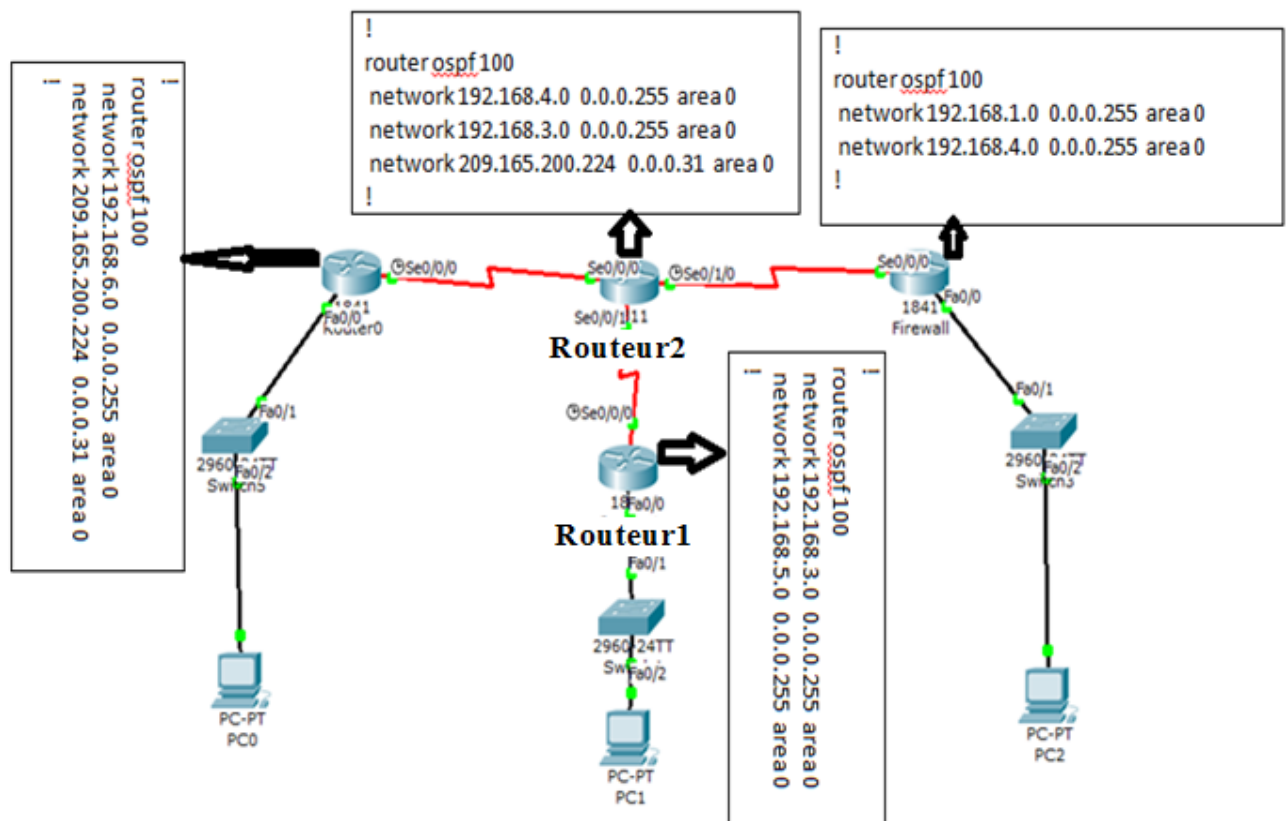 !
router ospf 100
network 192.168.4.0 0.0.0.255 area 0
network 192.168.3.0 0.0.0.255 area 0
network 209.165.200.224 0.0.0.31 area 0
!
!
router ospf 100
network 192.168.1.0 0.0.0.255 area 0
network 192.168.4.0 0.0.0.255 area 0
!
!
router ospf 100
network 192.168.6.0 0.0.0.255 area 0
network 209.165.200.224 0.0.0.31 area 0
!
Se0/0/0
1841
Router0
Fa0/0
Se0/0/0
Se0/1/0
Se0/0/1
11
Routeur2
Se0/0/0
1841
Firewall
Fa0/0
!
router ospf 100
network 192.168.3.0 0.0.0.255 area 0
network 192.168.5.0 0.0.0.255 area 0
!
Se0/0/0
Fa0/0
Routeur1
Fa0/1
2960-24TT
Fa0/2
Switch5
Fa0/1
2960-24TT
Fa0/2
Switch3
Fa0/1
2960-24TT
Fa0/2
PC-PT
PC0
PC-PT
PC1
PC-PT
PC2